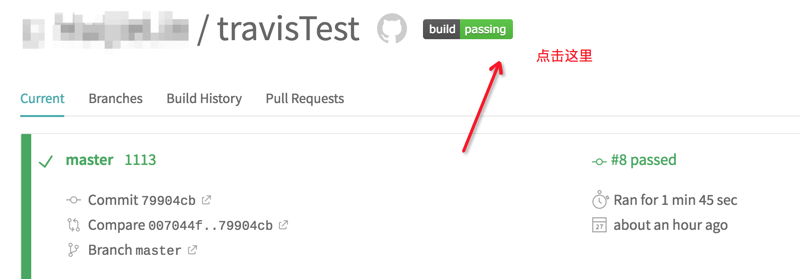 / travisTest build passing
点击这里
Current Branches Build History Pull Requests
master 1113 #8 passed
Commit 79904cb Ran for 1 min 45 sec
Compare 007044f..79904cb about an hour ago
27
Branch master